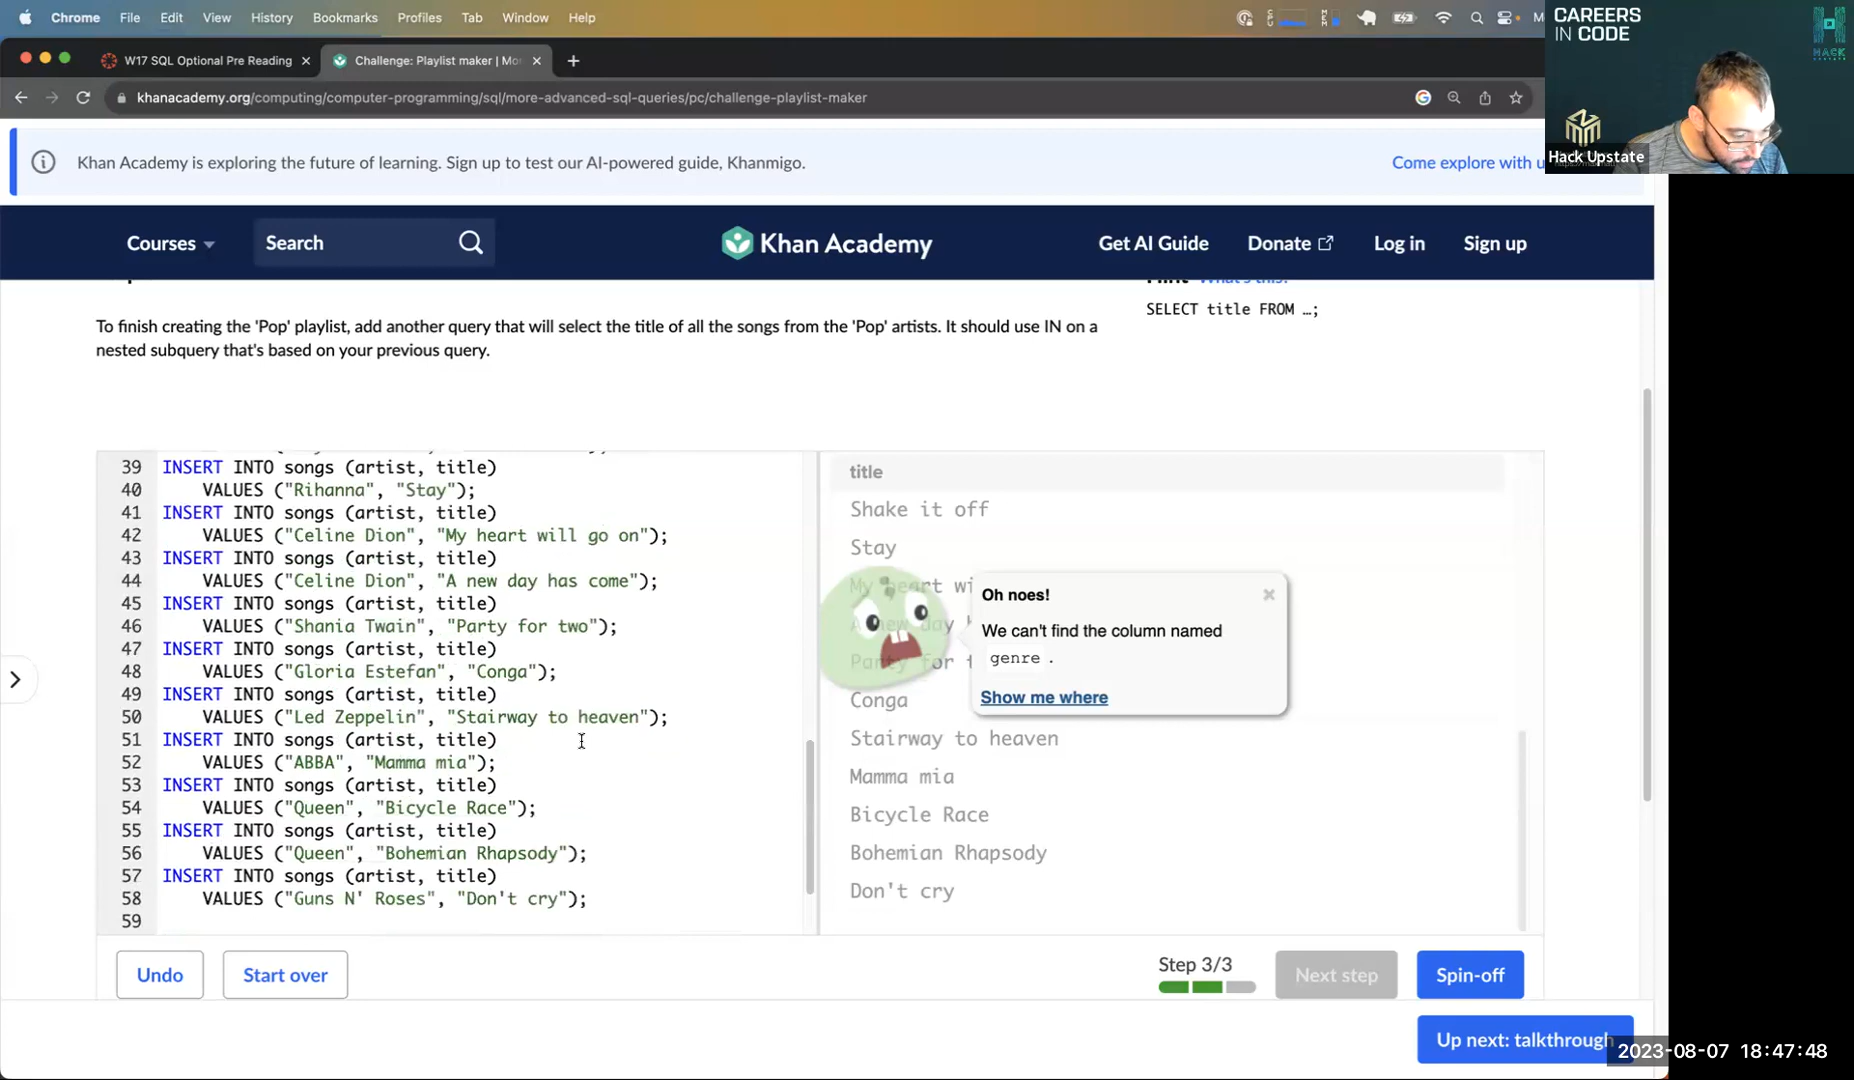 Chrome File Edit View History Bookmarks Profiles Tab Window Help
CAREERS
IN CODE
HACK
Hack Upstate
W17 SQL Optional Pre Reading
Challenge: Playlist maker | Mo
khanacademy.org/computing/computer-programming/sql/more-advanced-sql-queries/pc/challenge-playlist-maker
Khan Academy is exploring the future of learning. Sign up to test our AI-powered guide, Khanmigo.
Come explore with u
Courses
Search
Khan Academy
Get AI Guide
Donate
Log in
Sign up
What's this?
To finish creating the 'Pop' playlist, add another query that will select the title of all the songs from the 'Pop' artists. It should use IN on a
nested subquery that's based on your previous query.
SELECT title FROM …;
39 INSERT INTO songs (artist, title)
40 VALUES ("Rihanna", "Stay");
41 INSERT INTO songs (artist, title)
42 VALUES ("Celine Dion", "My heart will go on");
43 INSERT INTO songs (artist, title)
44 VALUES ("Celine Dion", "A new day has come");
45 INSERT INTO songs (artist, title)
46 VALUES ("Shania Twain", "Party for two");
47 INSERT INTO songs (artist, title)
48 VALUES ("Gloria Estefan", "Conga");
49 INSERT INTO songs (artist, title)
50 VALUES ("Led Zeppelin", "Stairway to heaven");
51 INSERT INTO songs (artist, title)
52 VALUES ("ABBA", "Mamma mia");
53 INSERT INTO songs (artist, title)
54 VALUES ("Queen", "Bicycle Race");
55 INSERT INTO songs (artist, title)
56 VALUES ("Queen", "Bohemian Rhapsody");
57 INSERT INTO songs (artist, title)
58 VALUES ("Guns N' Roses", "Don't cry");
59
title
Shake it off
Stay
My heart wi
A new day h
Party for t
Conga
Stairway to heaven
Mamma mia
Bicycle Race
Bohemian Rhapsody
Don't cry
Oh noes!
We can't find the column named
genre .
Show me where
Undo
Start over
Step 3/3
Next step
Spin-off
Up next: talkthrough
2023-08-07 18:47:48